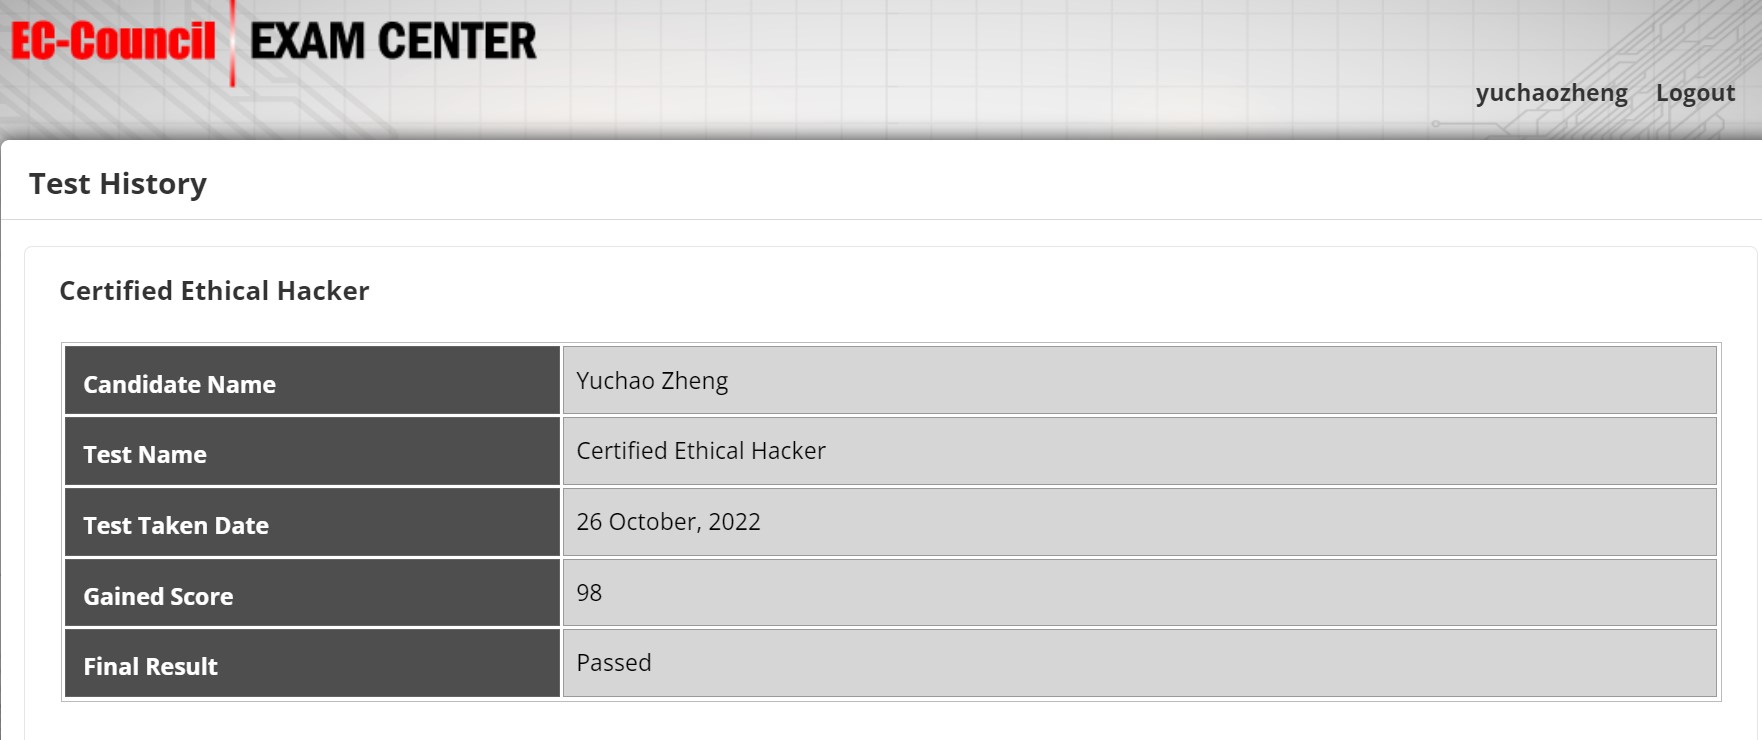 EC-Council EXAM CENTER
yuchaozheng Logout
Test History
Certified Ethical Hacker
Candidate Name Yuchao Zheng
Test Name Certified Ethical Hacker
Test Taken Date 26 October, 2022
Gained Score 98
Final Result Passed